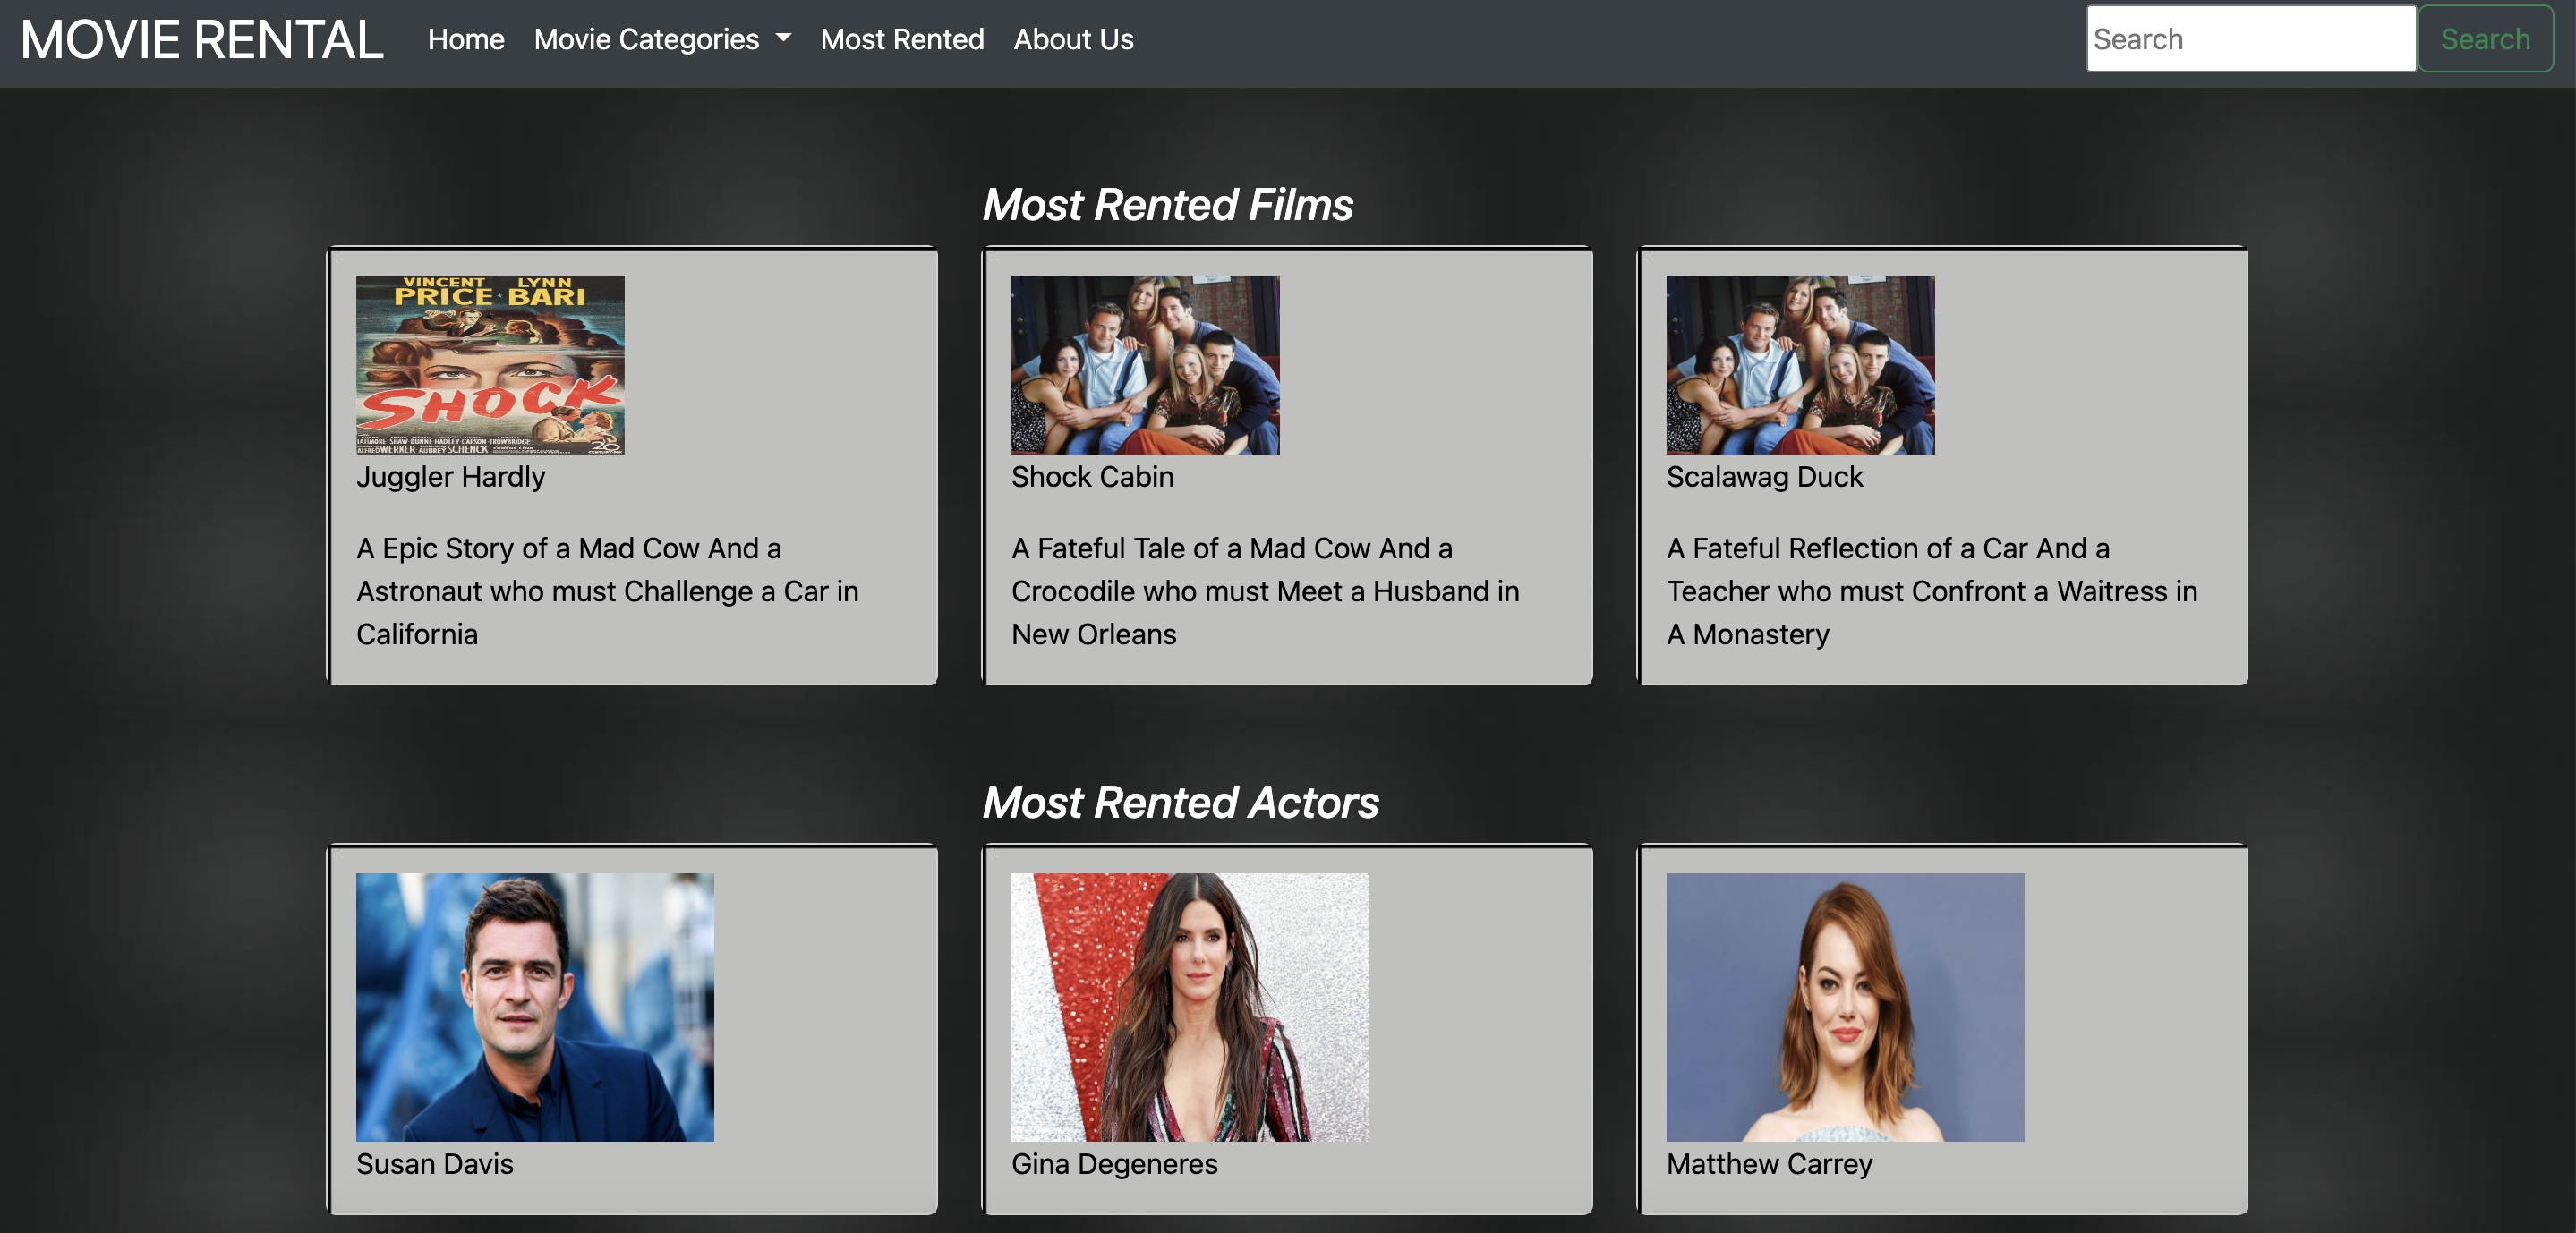 MOVIE RENTAL Home Movie Categories Most Rented About Us Search Search
Most Rented Films
VINCENT LYNN
PRICE BARI
SHOCK
Juggler Hardly
A Epic Story of a Mad Cow And a
Astronaut who must Challenge a Car in
California
Shock Cabin
A Fateful Tale of a Mad Cow And a
Crocodile who must Meet a Husband in
New Orleans
Scalawag Duck
A Fateful Reflection of a Car And a
Teacher who must Confront a Waitress in
A Monastery
Most Rented Actors
Susan Davis
Gina Degeneres
Matthew Carrey